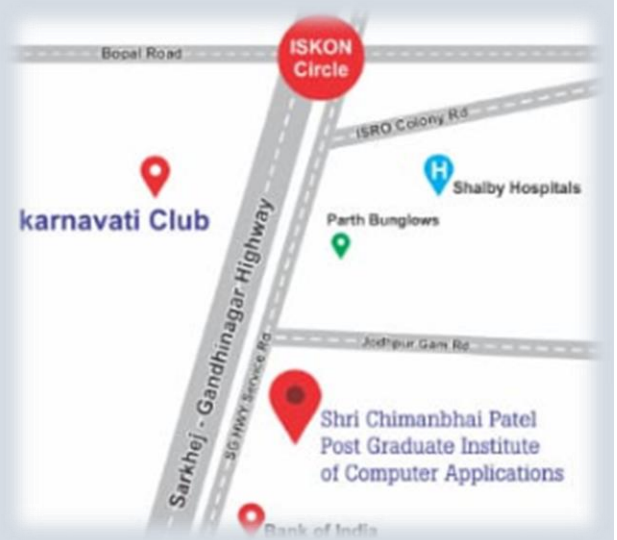 Bopal Road
ISKON
Circle
ISRO Colony Rd
Shalby Hospitals
karnavati Club
Parth Bunglows
Sarkhej - Gandhinagar Highway
SG HWY Service Rd
Jodhpur Gam Rd
Shri Chimanbhai Patel
Post Graduate Institute
of Computer Applications
Bank of India
H